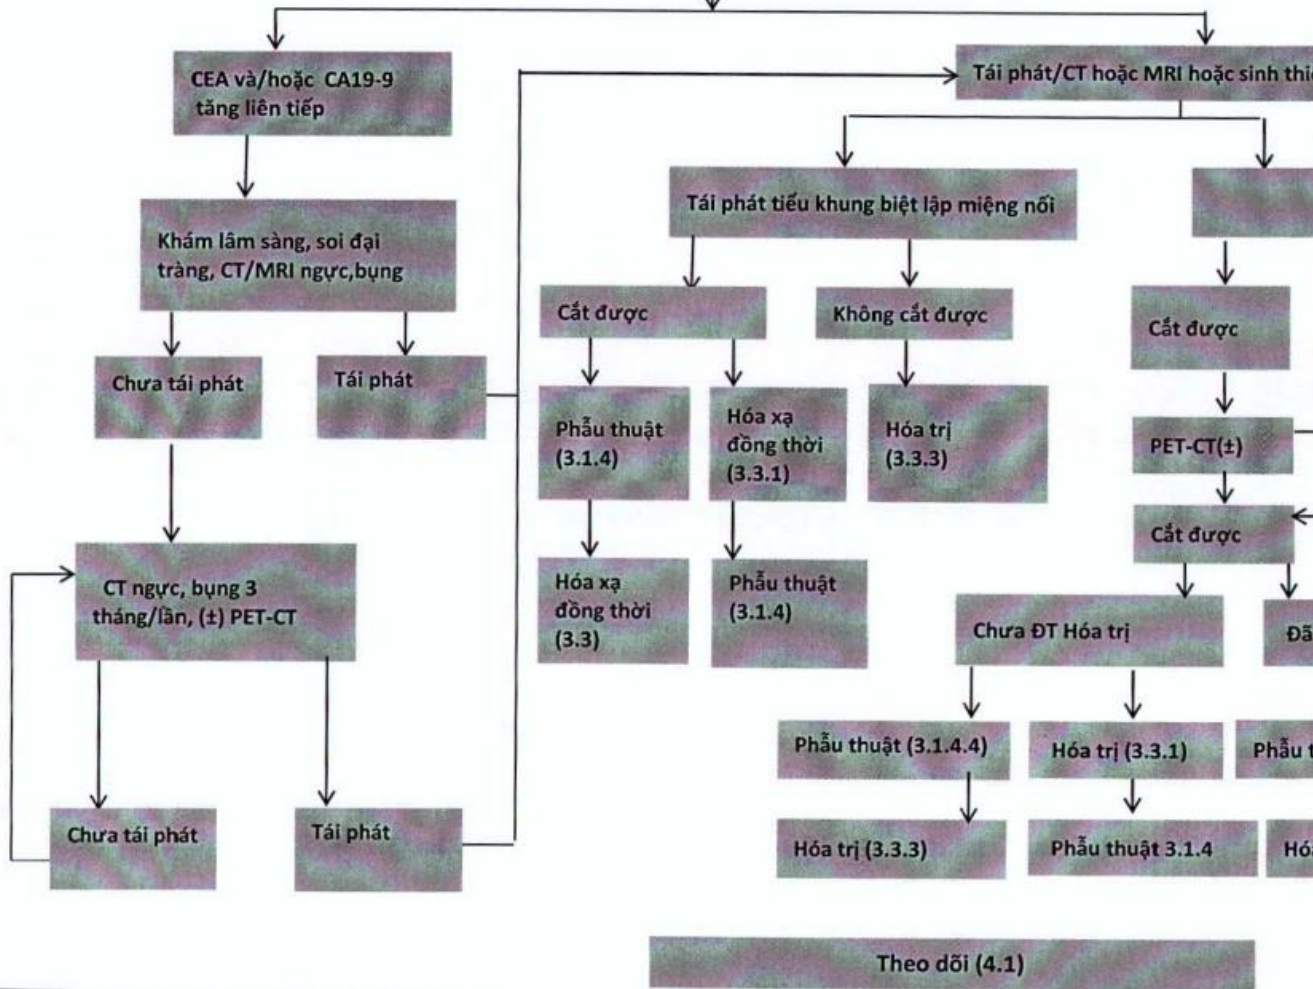 CEA và/hoặc CA19-9
tăng liên tiếp
Tái phát/CT hoặc MRI hoặc sinh
Khám lâm sàng, soi đại
tràng, CT/MRI ngực,bụng
Tái phát tiểu khung biệt lập miệng nối
Cắt được
Không cắt được
Cắt được
Chưa tái phát
Tái phát
Phẫu thuật
(3.1.4)
Hóa xạ
đồng thời
(3.3.1)
Hóa trị
(3.3.3)
PET-CT(±)
Cắt được
CT ngực, bụng 3
tháng/lần, (±) PET-CT
Hóa xạ
đồng thời
(3.3)
Phẫu thuật
(3.1.4)
Chưa ĐT Hóa trị
Đã
Phẫu thuật (3.1.4.4)
Hóa trị (3.3.1)
Phẫu
Chưa tái phát
Tái phát
Hóa trị (3.3.3)
Phẫu thuật 3.1.4
Theo dõi (4.1)